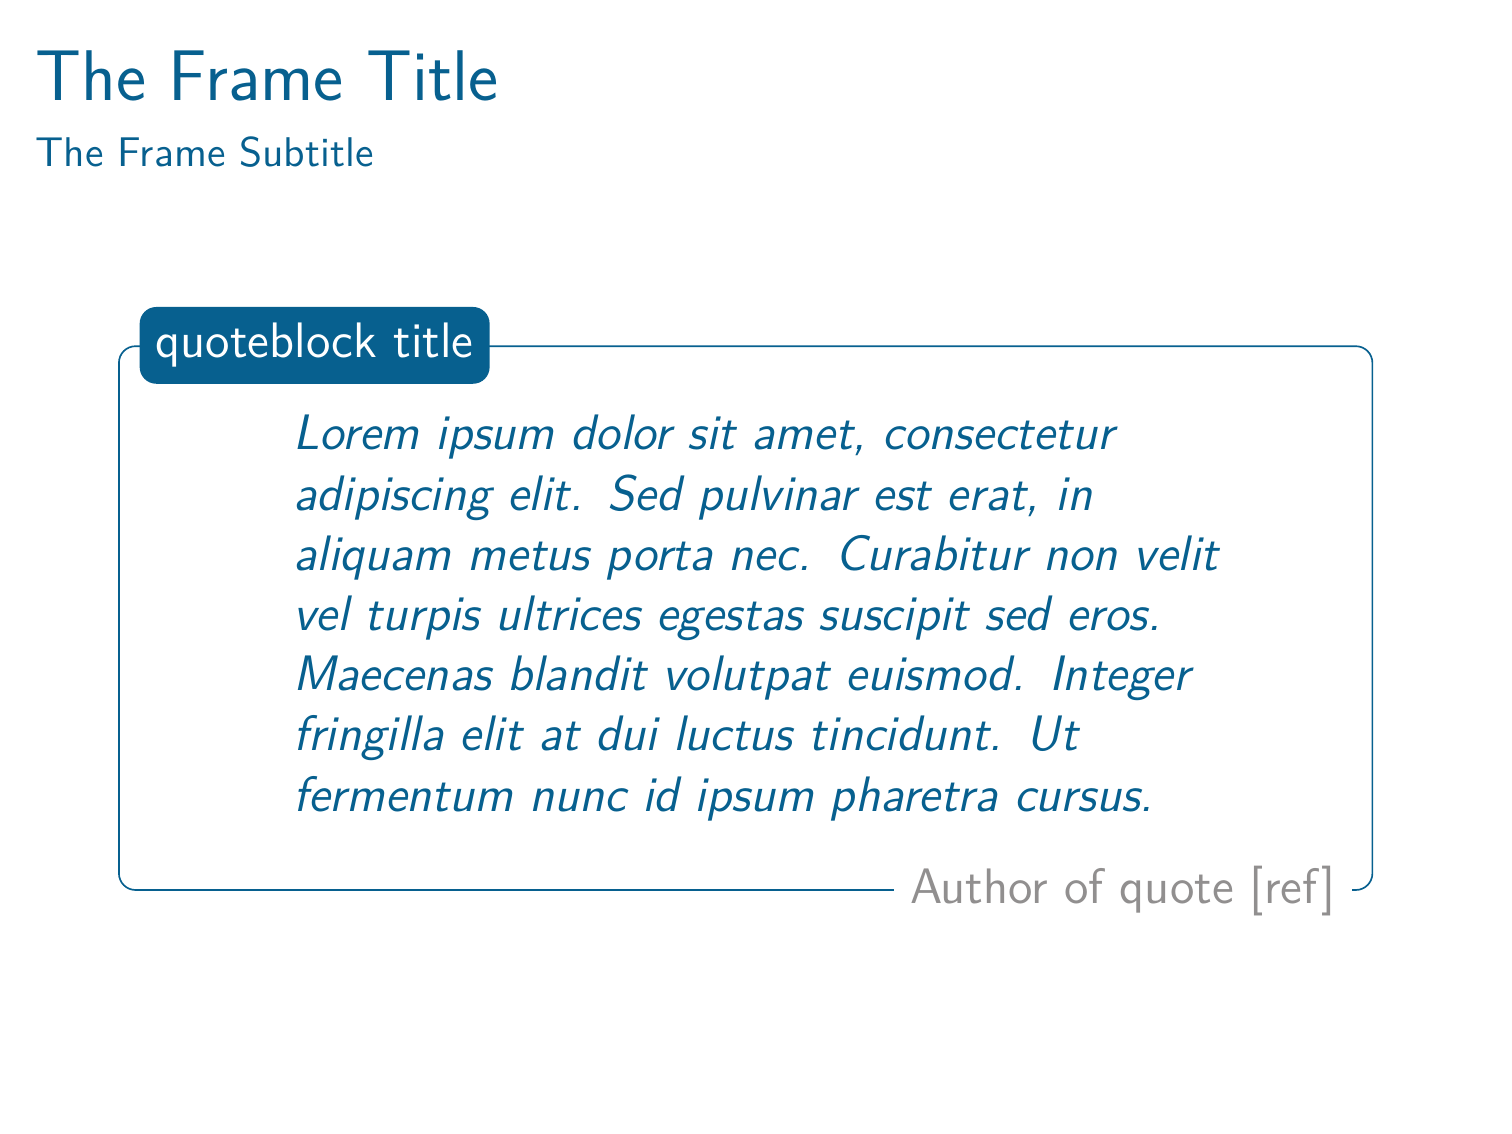 The Frame Title
The Frame Subtitle
quoteblock title
Lorem ipsum dolor sit amet, consectetur
adipiscing elit. Sed pulvinar est erat, in
aliquam metus porta nec. Curabitur non velit
vel turpis ultrices egestas suscipit sed eros.
Maecenas blandit volutpat euismod. Integer
fringilla elit at dui luctus tincidunt. Ut
fermentum nunc id ipsum pharetra cursus.
Author of quote [ref]